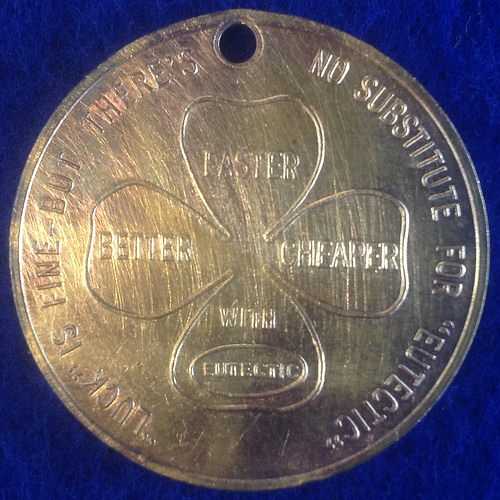 "LUCK" IS FINE-BUT THERE'S
NO SUBSTITUTE FOR "EUTECTIC"
FASTER
BETTER
CHEAPER
WITH
EUTECTIC